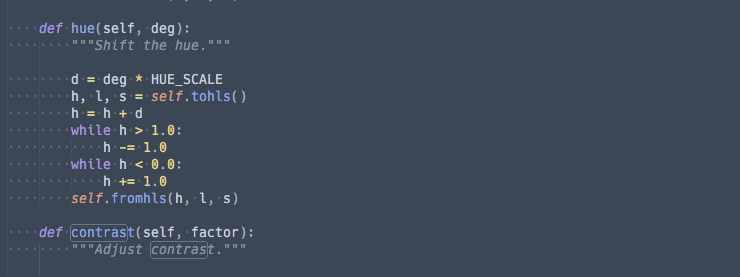 def hue(self, deg):
"""Shift the hue."""
d = deg * HUE_SCALE
h, l, s = self.tohls()
h = h + d
while h > 1.0:
h -= 1.0
while h < 0.0:
h += 1.0
self.fromhls(h, l, s)
def contrast(self, factor):
"""Adjust contrast."""